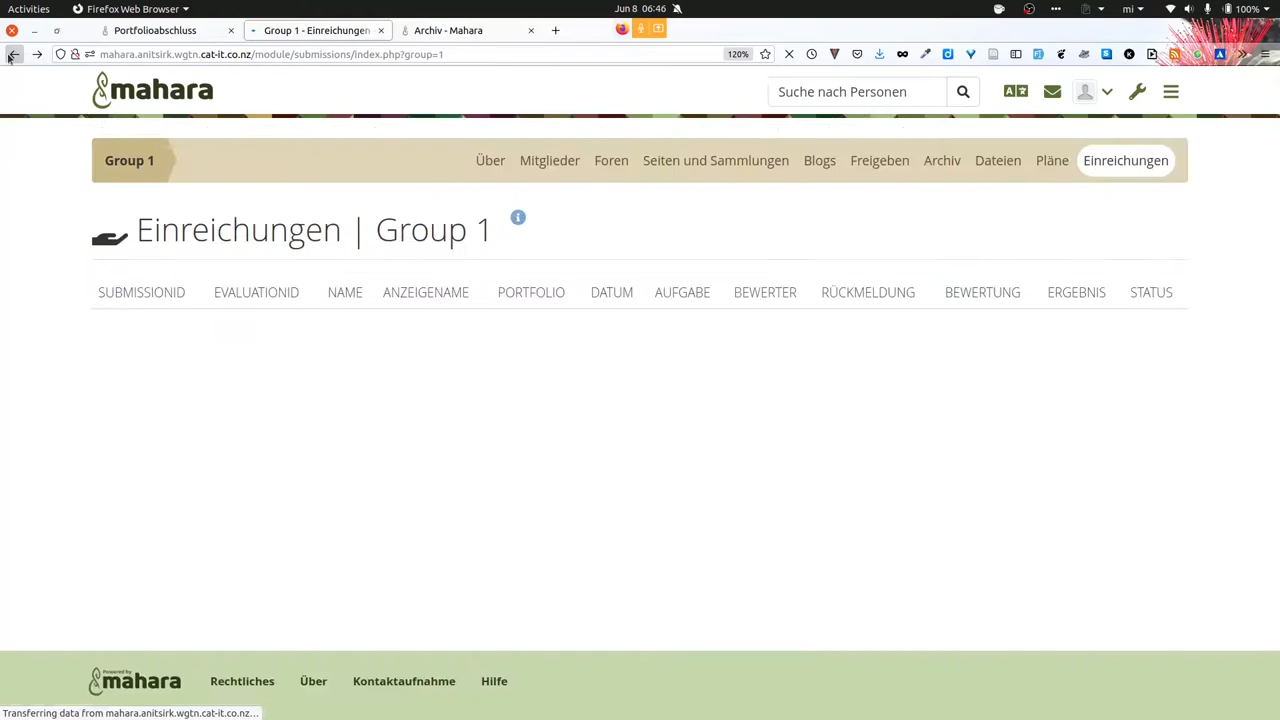 Activities Firefox Web Browser Jun 8 06:46 mi 100%
Portfolioabschluss Group 1 - Einreichungen Archiv - Mahara
mahara.anitsirk.wgtn.cat-it.co.nz/module/submissions/index.php?group=1 120%
mahara Suche nach Personen
Group 1 Über Mitglieder Foren Seiten und Sammlungen Blogs Freigeben Archiv Dateien Pläne Einreichungen
Einreichungen | Group 1
SUBMISSIONID EVALUATIONID NAME ANZEIGENAME PORTFOLIO DATUM AUFGABE BEWERTER RÜCKMELDUNG BEWERTUNG ERGEBNIS STATUS
Powered by
mahara Rechtliches Über Kontaktaufnahme Hilfe
Transferring data from mahara.anitsirk.wgtn.cat-it.co.nz...